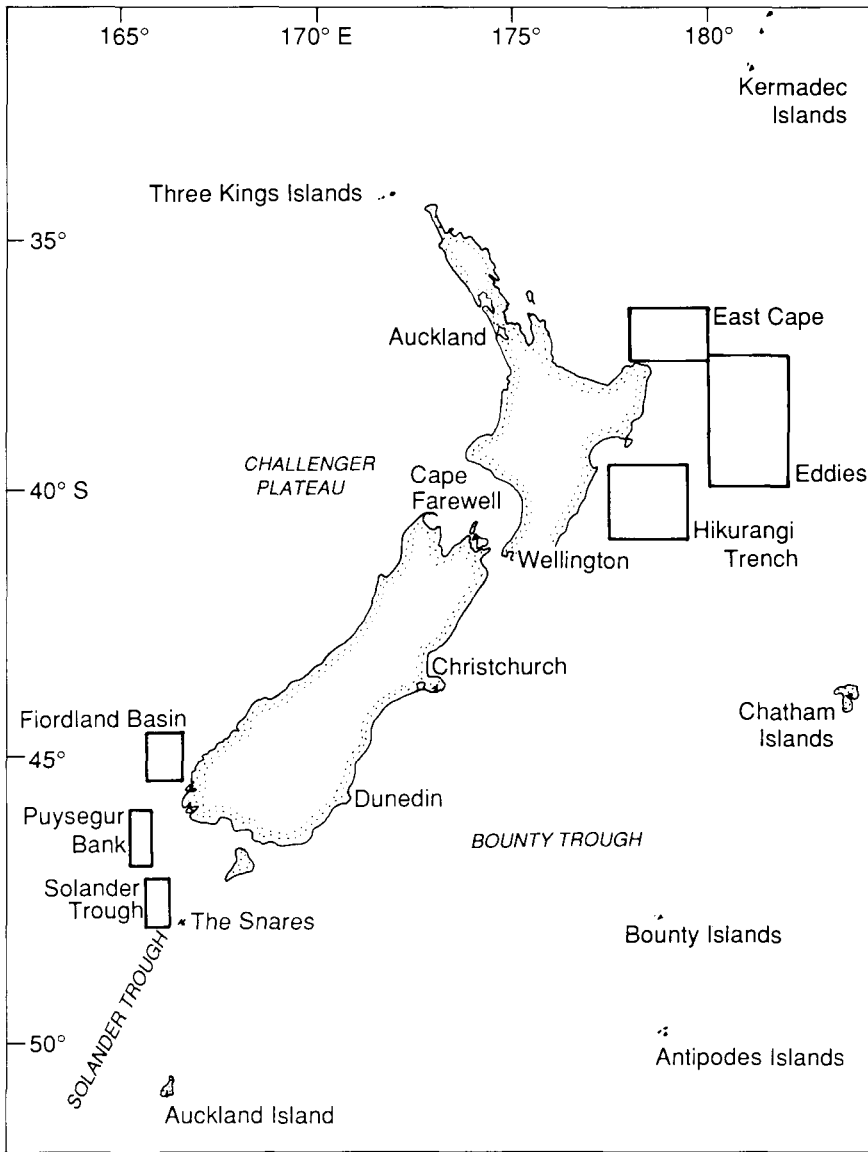 165°
170° E
175°
180°
Kermadec
Islands
Three Kings Islands
35°
Auckland
East Cape
CHALLENGER
PLATEAU
Cape
Farewell
40° S
Eddies
Hikurangi
Trench
Wellington
Christchurch
Fiordland Basin
Chatham
Islands
45°
Puysegur
Bank
Dunedin
BOUNTY TROUGH
Solander
Trough
The Snares
Bounty Islands
SOLANDER TROUGH
50°
Antipodes Islands
Auckland Island